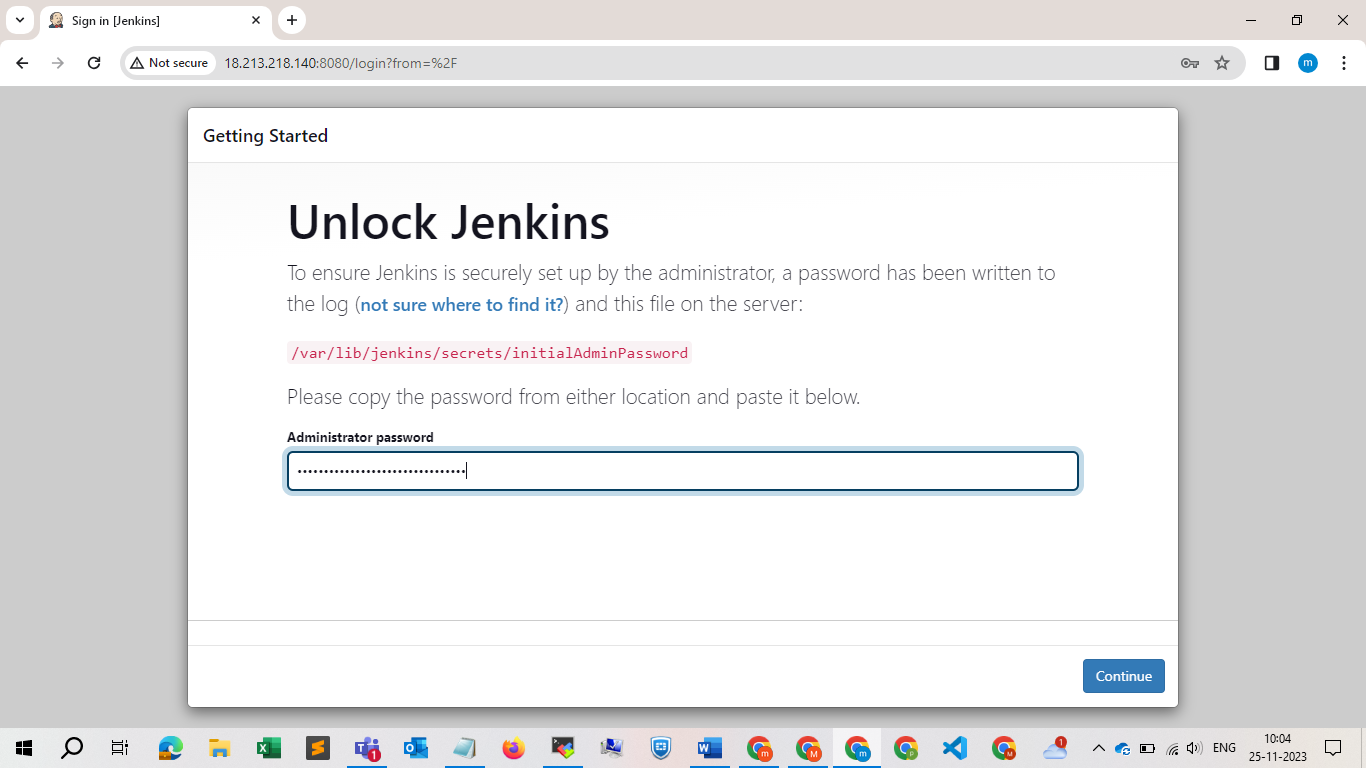 Sign in [Jenkins]
Not secure
18.213.218.140:8080/login?from=%2F
m
Getting Started
Unlock Jenkins
To ensure Jenkins is securely set up by the administrator, a password has been written to
the log (not sure where to find it?) and this file on the server:
/var/lib/jenkins/secrets/initialAdminPassword
Please copy the password from either location and paste it below.
Administrator password
••••••••••••••••••••••••••••••••
Continue
1
m
M
m
1
ENG
10:04
25-11-2023